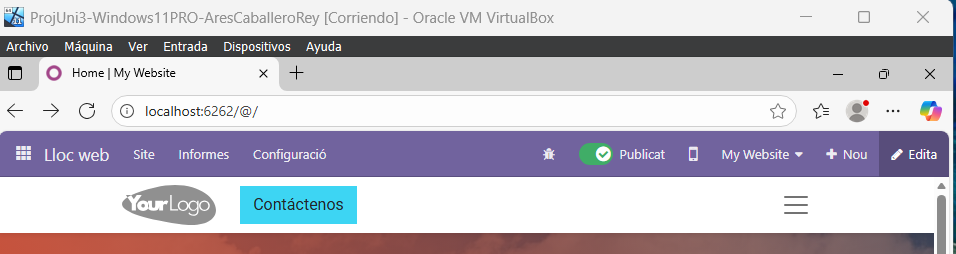 ProjUni3-Windows11PRO-AresCaballeroRey [Corriendo] - Oracle VM VirtualBox
Archivo Máquina Ver Entrada Dispositivos Ayuda
Home | My Website
localhost:6262/@/
Lloc web Site Informes Configuració Publicat My Website Nou Edita
YourLogo Contáctenos